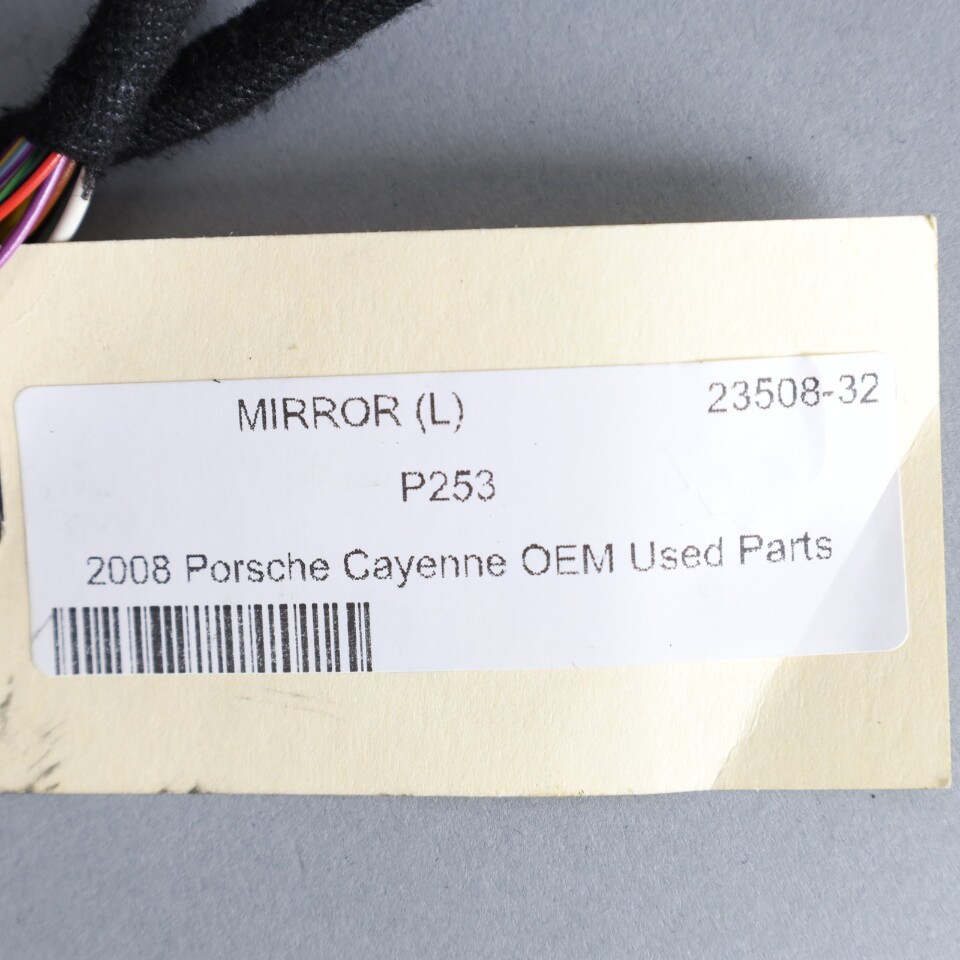 MIRROR (L) 23508-32
P253
2008 Porsche Cayenne OEM Used Parts